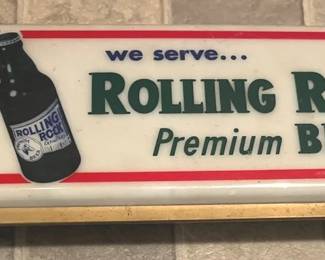 we serve...
ROLLING R
Premium B
ROLLING
ROCK